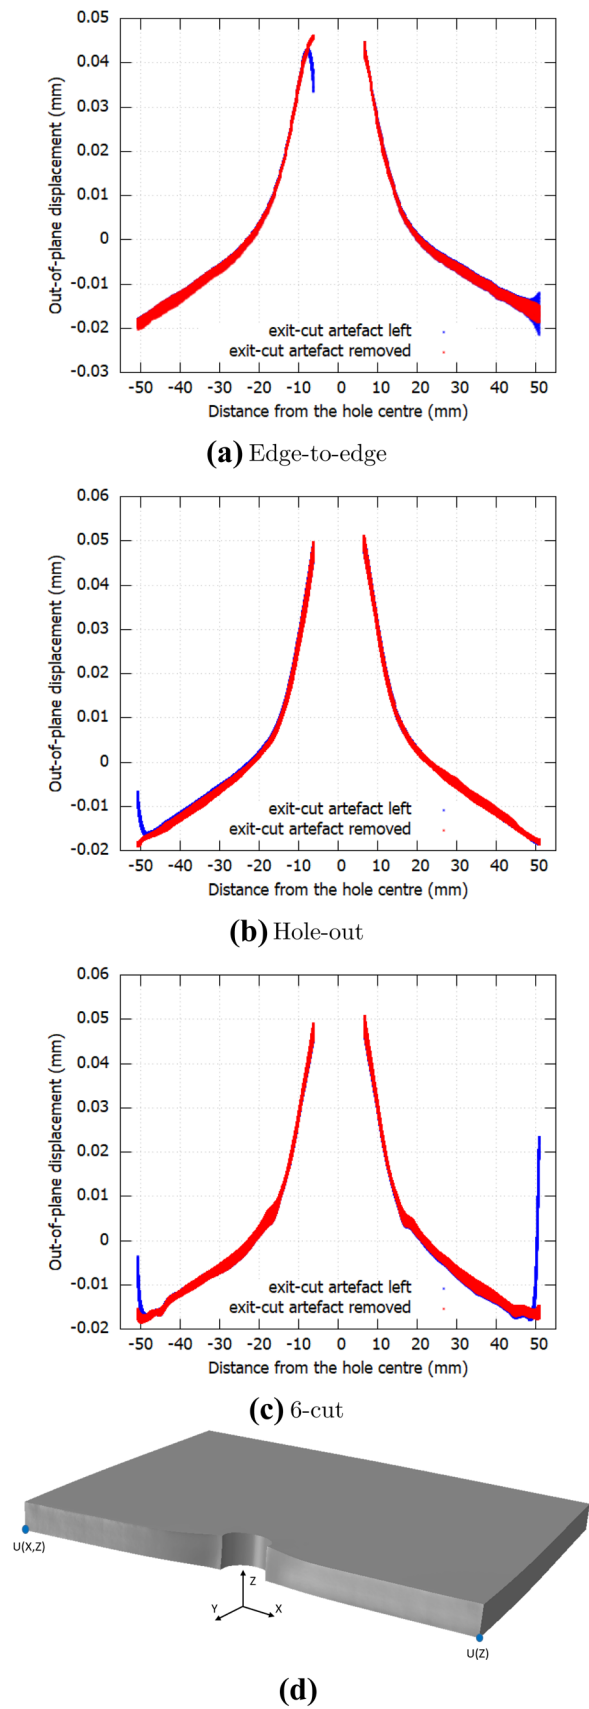 0.05
0.04
0.03
0.02
0.01
0
-0.01
-0.02
-0.03
Out-of-plane displacement (mm)
exit-cut artefact left
exit-cut artefact removed
-50 -40 -30 -20 -10 0 10 20 30 40 50
Distance from the hole centre (mm)
(a) Edge-to-edge
0.06
0.05
0.04
0.03
0.02
0.01
0
-0.01
-0.02
Out-of-plane displacement (mm)
exit-cut artefact left
exit-cut artefact removed
-50 -40 -30 -20 -10 0 10 20 30 40 50
Distance from the hole centre (mm)
(b) Hole-out
0.06
0.05
0.04
0.03
0.02
0.01
0
-0.01
-0.02
Out-of-plane displacement (mm)
exit-cut artefact left
exit-cut artefact removed
-50 -40 -30 -20 -10 0 10 20 30 40 50
Distance from the hole centre (mm)
(c) 6-cut
U(X,Z)
Z
Y
X
U(Z)
(d)